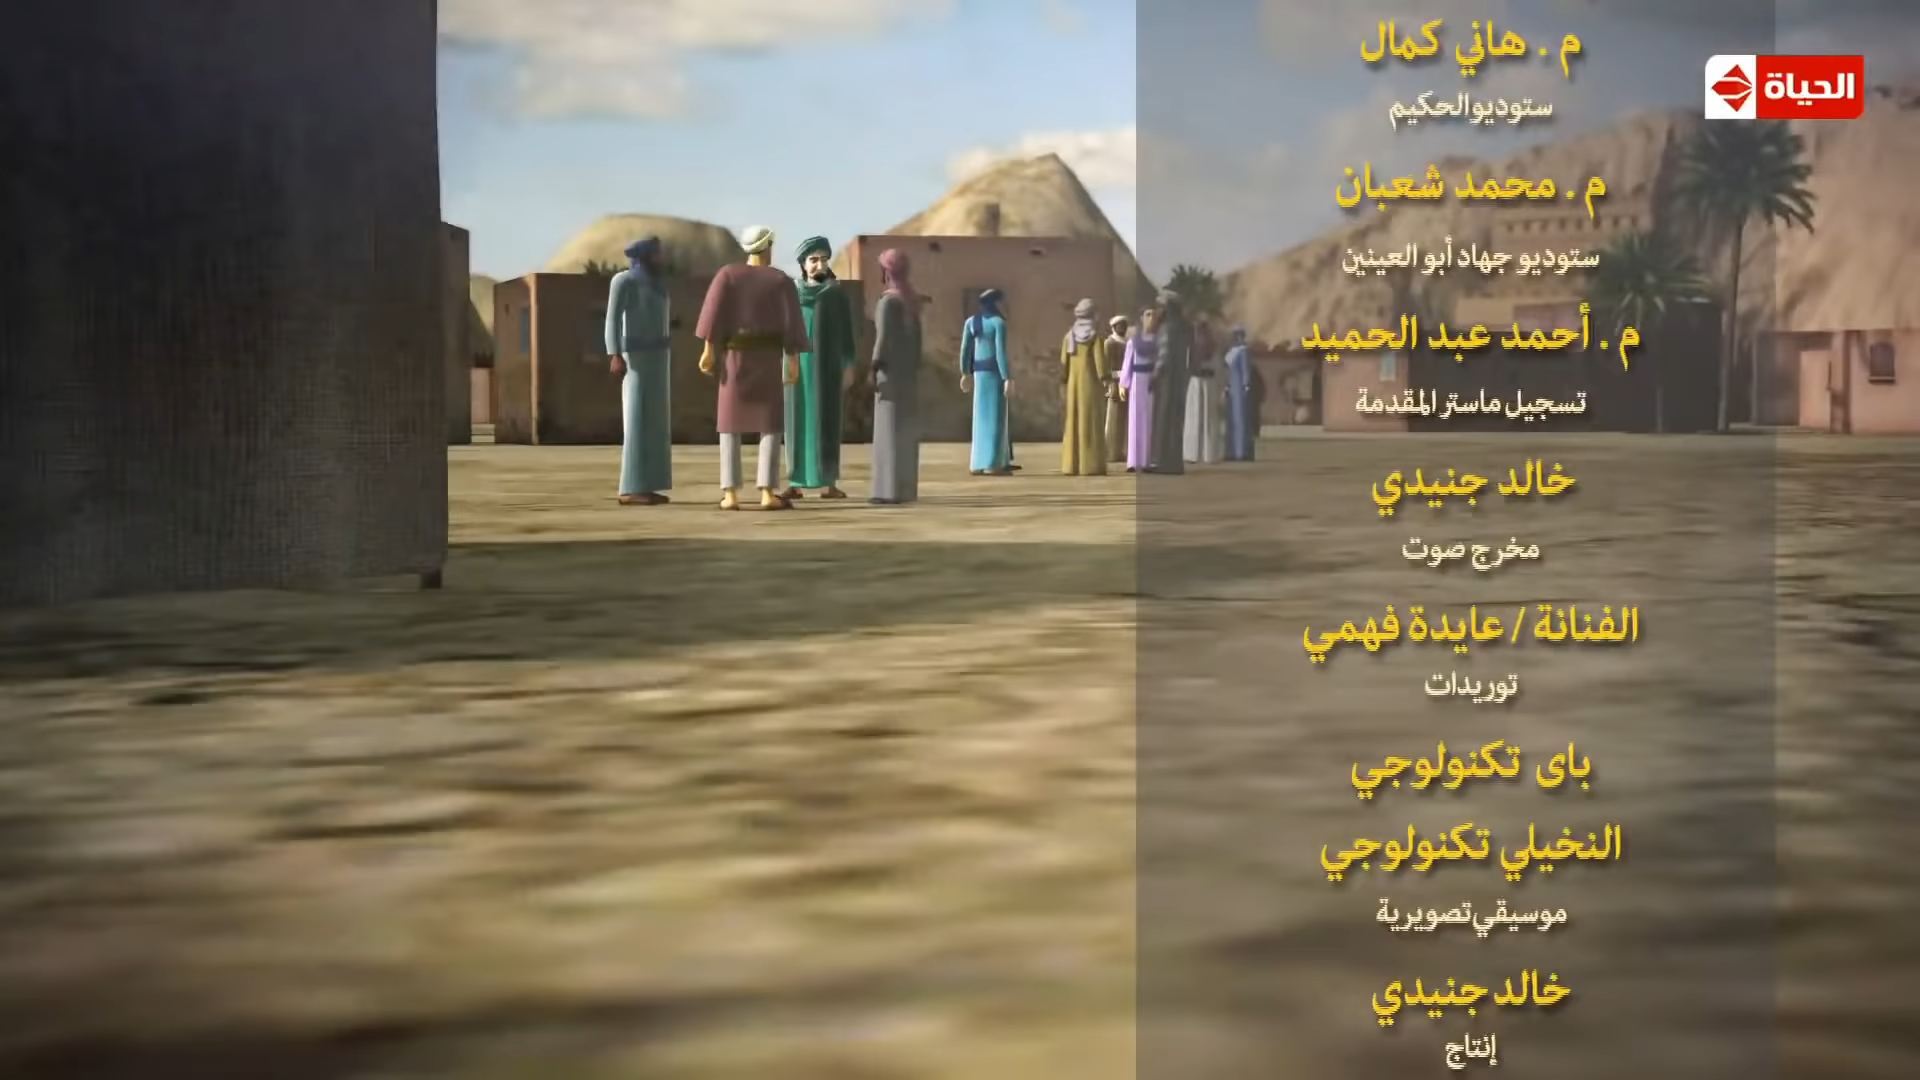 م . هاني كمال
الحياة
ستوديو الحكيم
م . محمد شعبان
ستوديو جهاد أبو العينين
م . أحمد عبد الحميد
تسجيل ماستر المقدمة
خالد جنيدي
مخرج صوت
الفنانة / عايدة فهمي
توريدات
باى تكنولوجي
النخيلي تكنولوجي
موسيقي تصويرية
خالد جنيدي
إنتاج